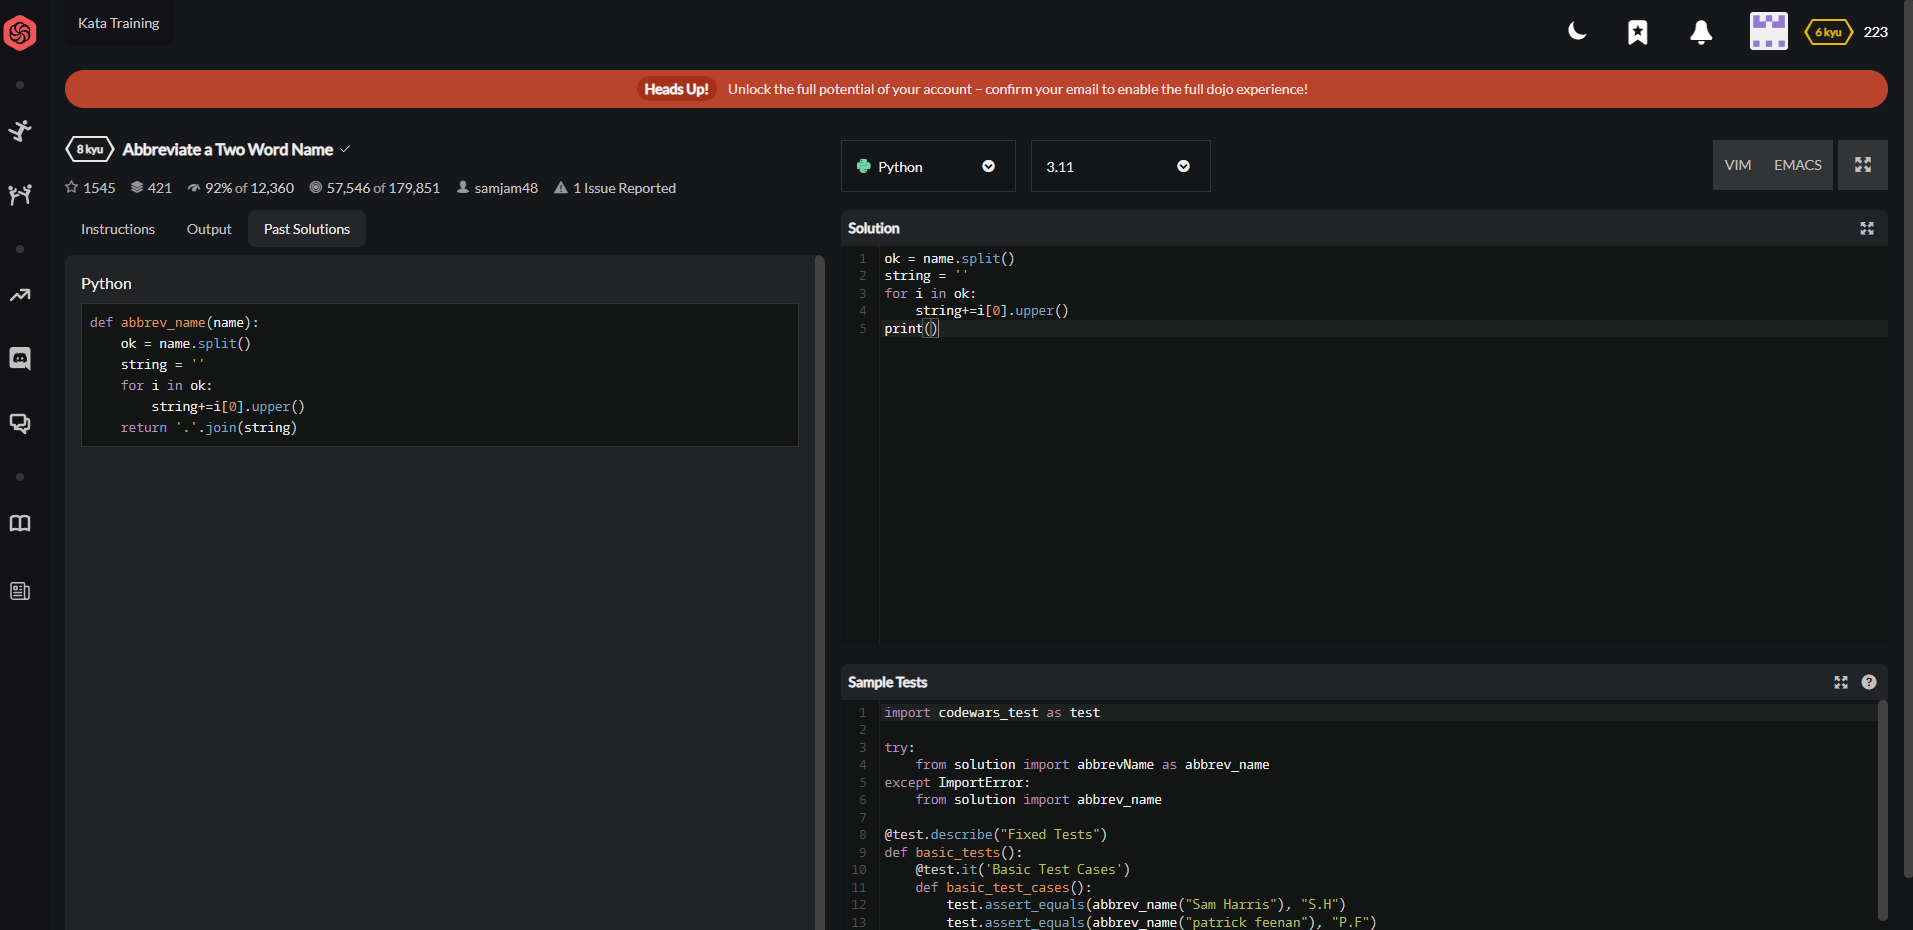 Kata Training
6 kyu 223
Heads Up! Unlock the full potential of your account – confirm your email to enable the full dojo experience!
8 kyu Abbreviate a Two Word Name
1545 421 92% of 12,360 57,546 of 179,851 samjam48 1 Issue Reported
Instructions Output Past Solutions
Python
def abbrev_name(name):
    ok = name.split()
    string = ''
    for i in ok:
        string+=i[0].upper()
    return '.'.join(string)
Python 3.11 VIM EMACS
Solution
1 ok = name.split()
2 string = ''
3 for i in ok:
4     string+=i[0].upper()
5 print()
Sample Tests
1 import codewars_test as test
2
3 try:
4     from solution import abbrevName as abbrev_name
5 except ImportError:
6     from solution import abbrev_name
7
8 @test.describe("Fixed Tests")
9 def basic_tests():
10     @test.it('Basic Test Cases')
11     def basic_test_cases():
12         test.assert_equals(abbrev_name("Sam Harris"), "S.H")
13         test.assert_equals(abbrev_name("patrick feenan"), "P.F")